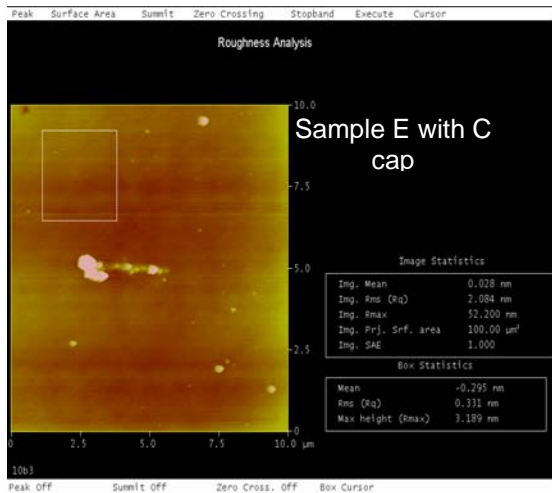 Peak Surface Area Summit Zero Crossing Stopband Execute Cursor
Roughness Analysis
Sample E with C
cap
10.0
7.5
5.0
2.5
0
0 2.5 5.0 7.5 10.0 µm
Image Statistics
Img. Mean 0.028 nm
Img. Rms (Rq) 2.084 nm
Img. Rmax 52.200 nm
Img. Prj. Srf. area 100.00 µm²
Img. SAE 1.000
Box Statistics
Mean -0.295 nm
Rms (Rq) 0.331 nm
Max height (Rmax) 3.189 nm
10b3
Peak Off Summit Off Zero Cross. Off Box Cursor